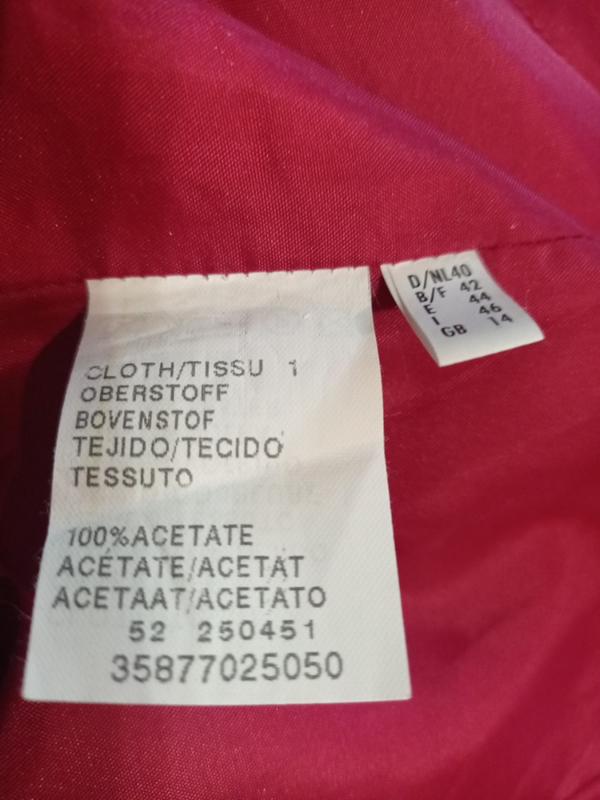 CLOTH/TISSU 1
OBERSTOFF
BOVENSTOF
TEJIDO/TECIDO
TESSUTO
100%ACETATE
ACÉTATE/ACETAT
ACETAAT/ACETATO
52 250451
35877025050
D/NL40
B/F 42
E 44
I 46
GB 14